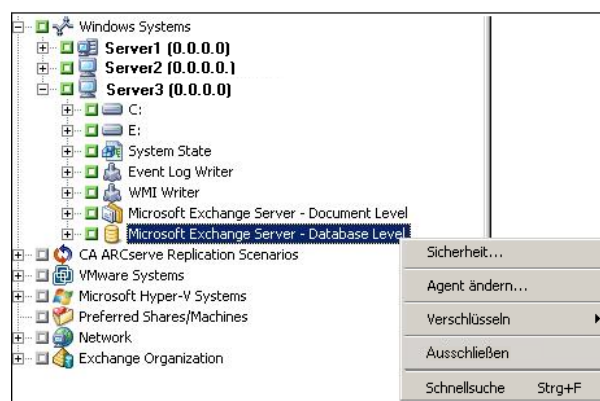 Windows Systems
Server1 (0.0.0.0)
Server2 (0.0.0.0.)
Server3 (0.0.0.0)
C:
E:
System State
Event Log Writer
WMI Writer
Microsoft Exchange Server - Document Level
Microsoft Exchange Server - Database Level
CA ARCserve Replication Scenarios
VMware Systems
Microsoft Hyper-V Systems
Preferred Shares/Machines
Network
Exchange Organization
Sicherheit...
Agent ändern...
Verschlüsseln
Ausschließen
Schnellsuche Strg+F